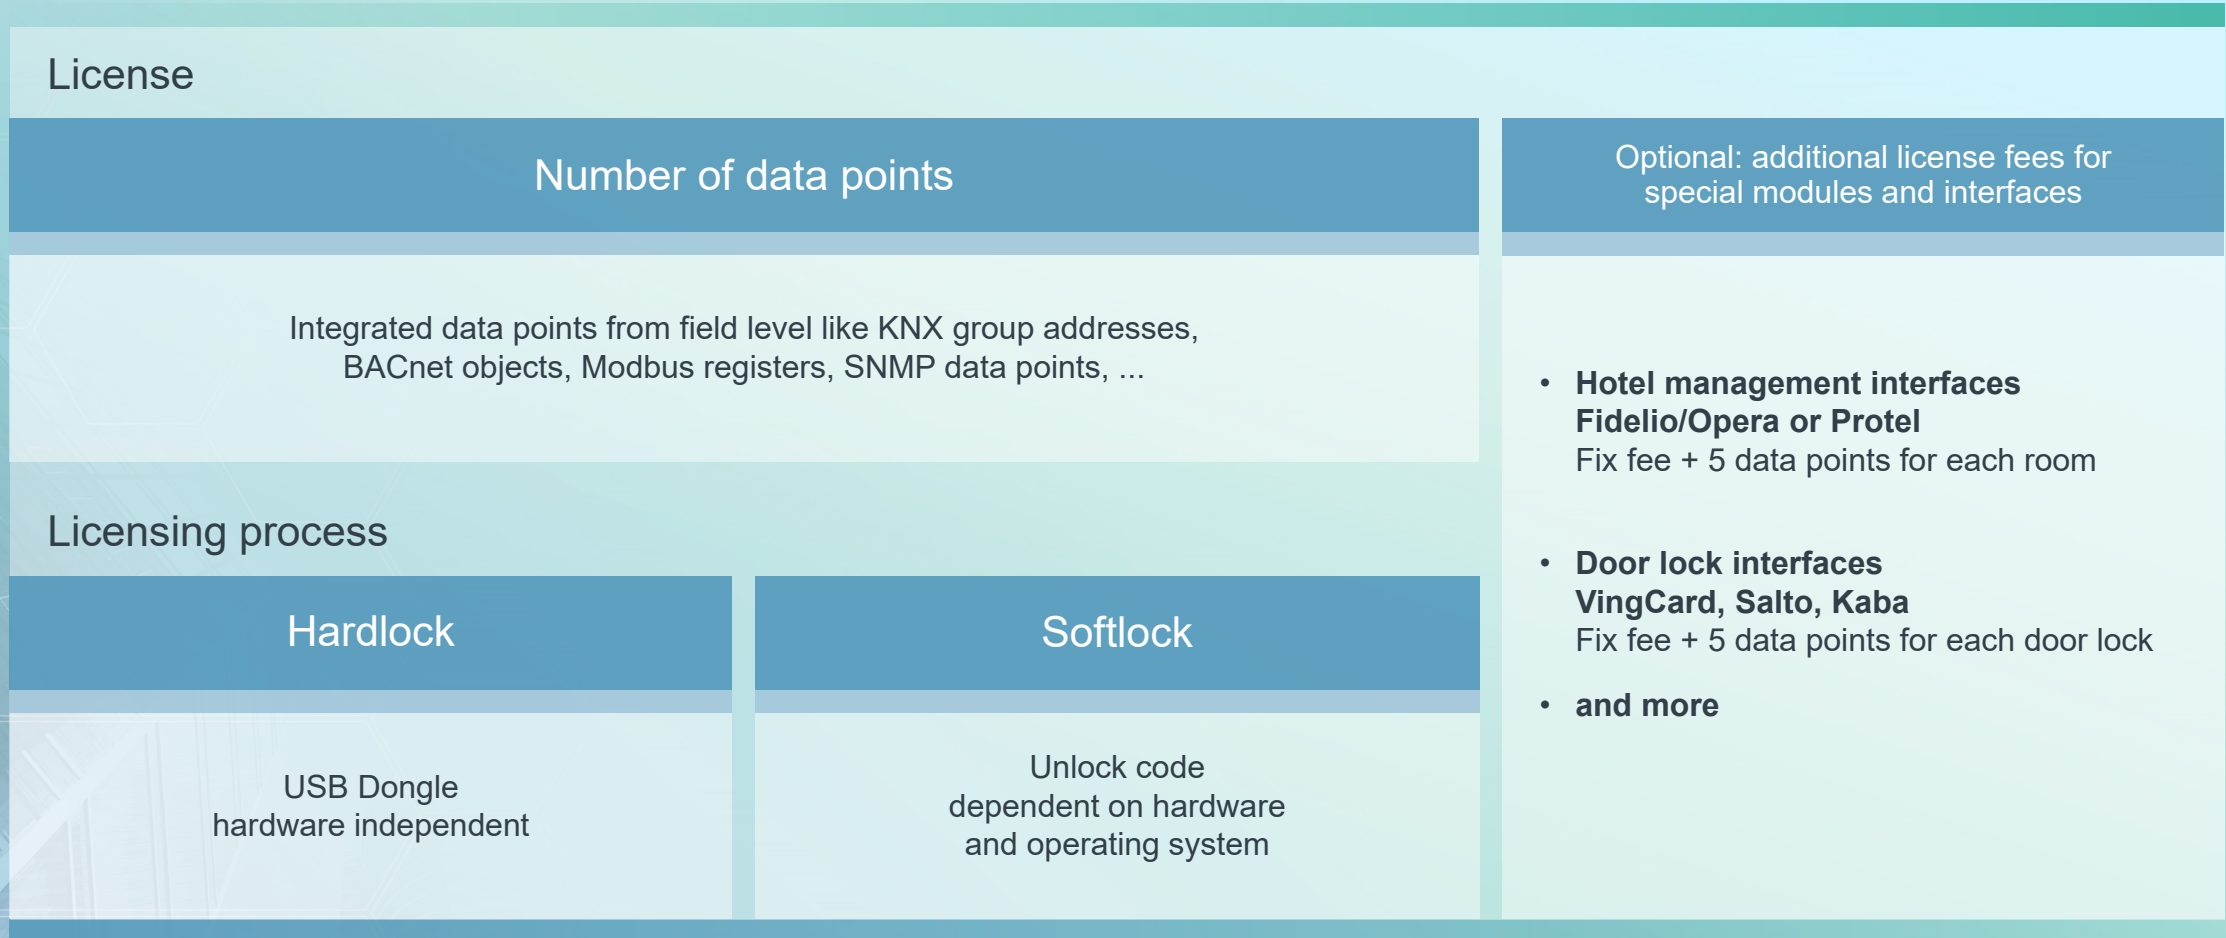 License
Number of data points
Integrated data points from field level like KNX group addresses,
BACnet objects, Modbus registers, SNMP data points, ...
Licensing process
Hardlock
USB Dongle
hardware independent
Softlock
Unlock code
dependent on hardware
and operating system
Optional: additional license fees for
special modules and interfaces
• Hotel management interfaces
Fidelio/Opera or Protel
Fix fee + 5 data points for each room
• Door lock interfaces
VingCard, Salto, Kaba
Fix fee + 5 data points for each door lock
• and more